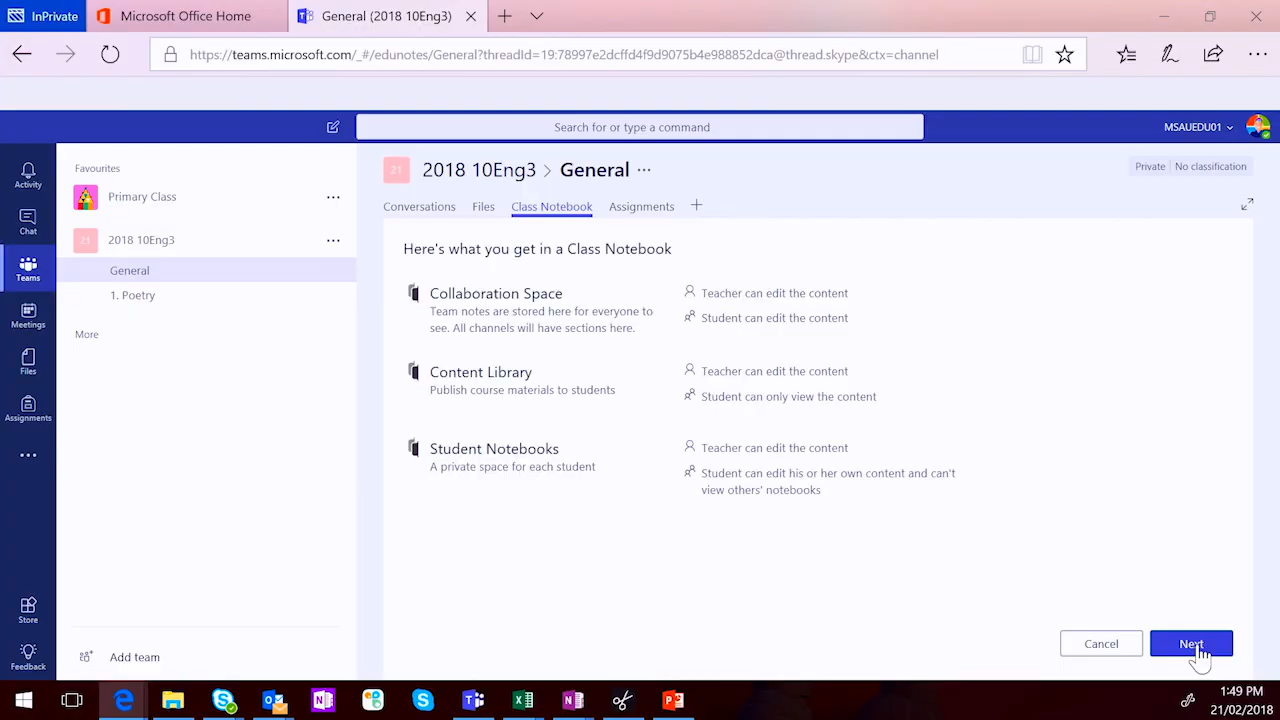 InPrivate
Microsoft Office Home
General (2018 10Eng3)
https://teams.microsoft.com/_#/edunotes/General?threadId=19:78997e2dcffd4f9d9075b4e988852dca@thread.skype&ctx=channel
Search for or type a command
MSAUEDU01
Activity
Chat
Teams
Meetings
Files
Assignments
Store
Feedback
Favourites
Primary Class
21 2018 10Eng3
General
1. Poetry
More
Add team
21 2018 10Eng3 > General ...
Private | No classification
Conversations Files Class Notebook Assignments +
Here's what you get in a Class Notebook
Collaboration Space
Team notes are stored here for everyone to
see. All channels will have sections here.
Teacher can edit the content
Student can edit the content
Content Library
Publish course materials to students
Teacher can edit the content
Student can only view the content
Student Notebooks
A private space for each student
Teacher can edit the content
Student can edit his or her own content and can't
view others' notebooks
Cancel
Next
1:49 PM
21/02/2018